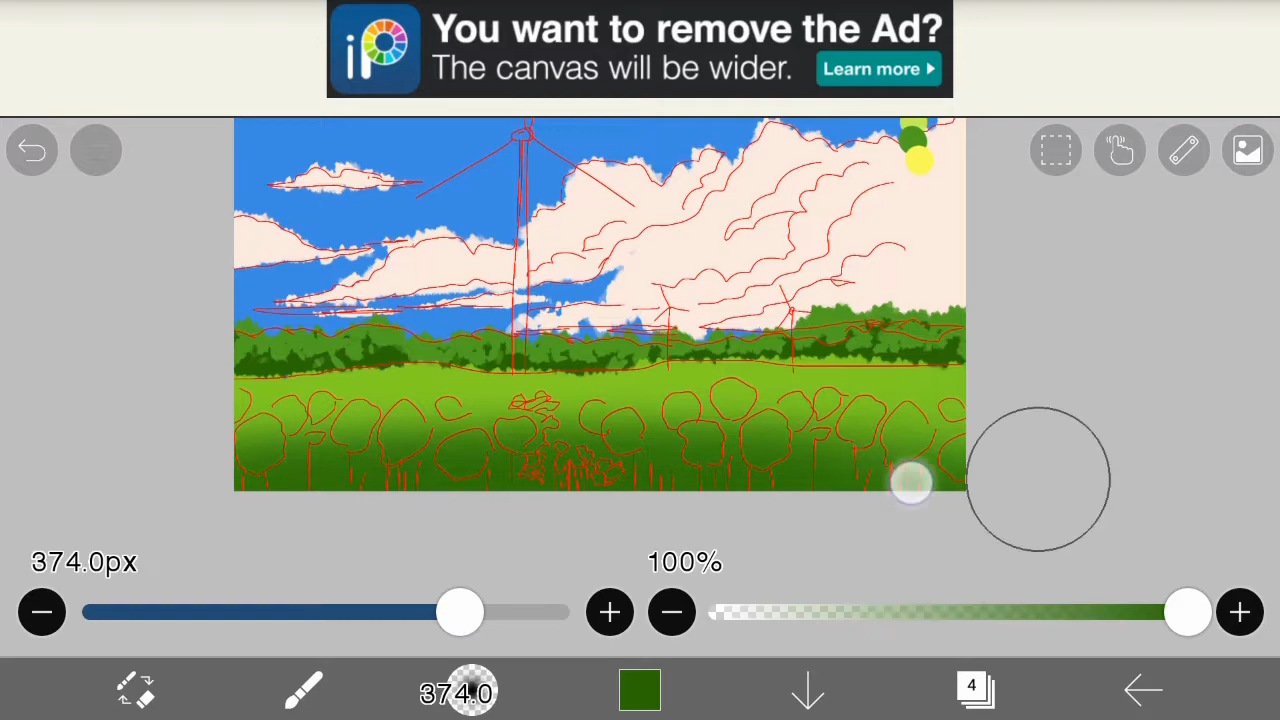 iP
You want to remove the Ad?
The canvas will be wider.
Learn more
374.0px
100%
374.0
4